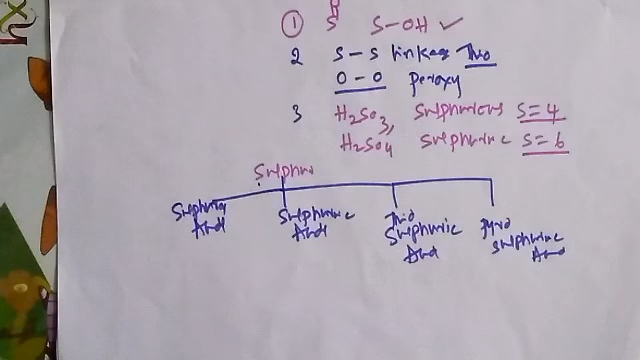 ① S S-OH ✓
2 S-S linkage Thio
O-O peroxy
3 H2SO3, Sulphurous S=4
H2SO4 Sulphuric S=6
Sulphur
Sulphurous Acid
Sulphuric Acid
Thio Sulphuric Acid
Pyro Sulphuric Acid